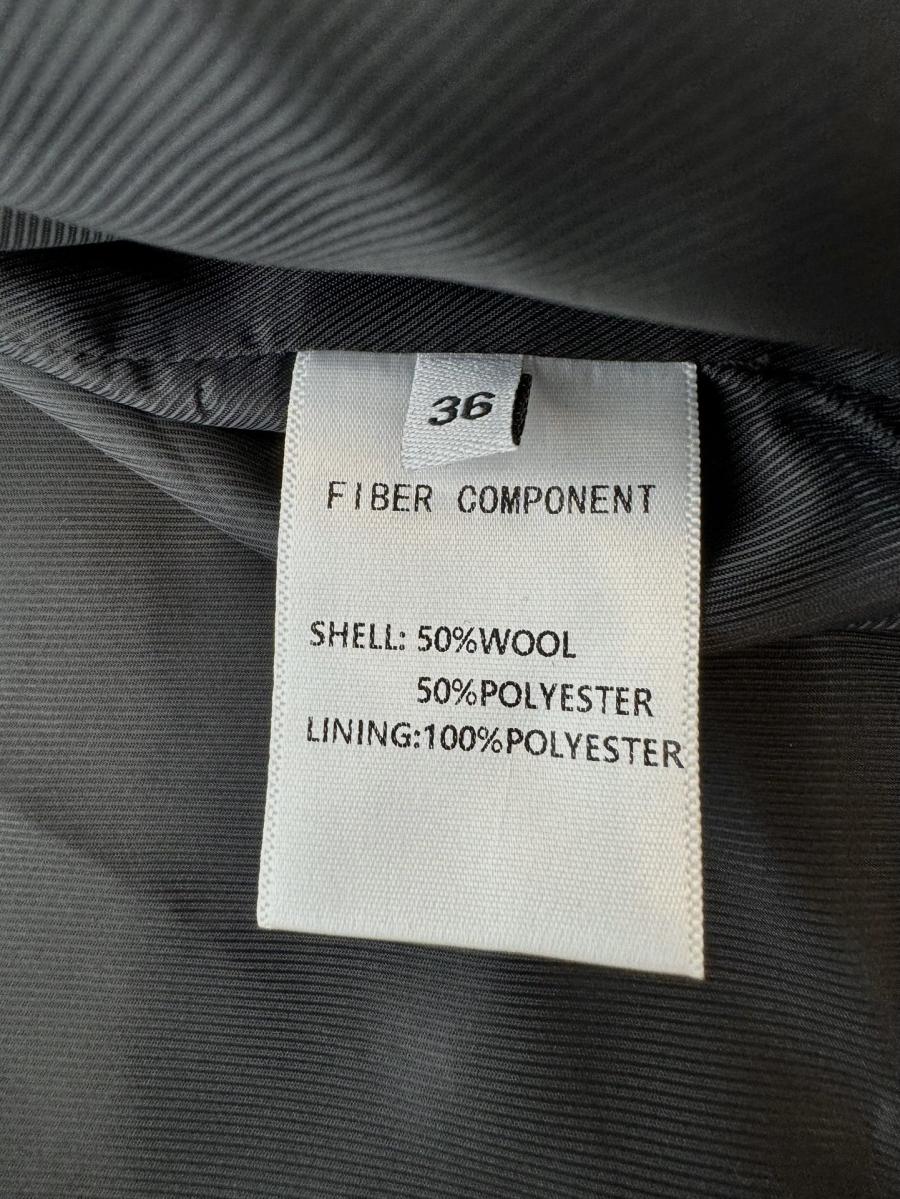 36
FIBER COMPONENT
SHELL: 50%WOOL
50%POLYESTER
LINING:100%POLYESTER